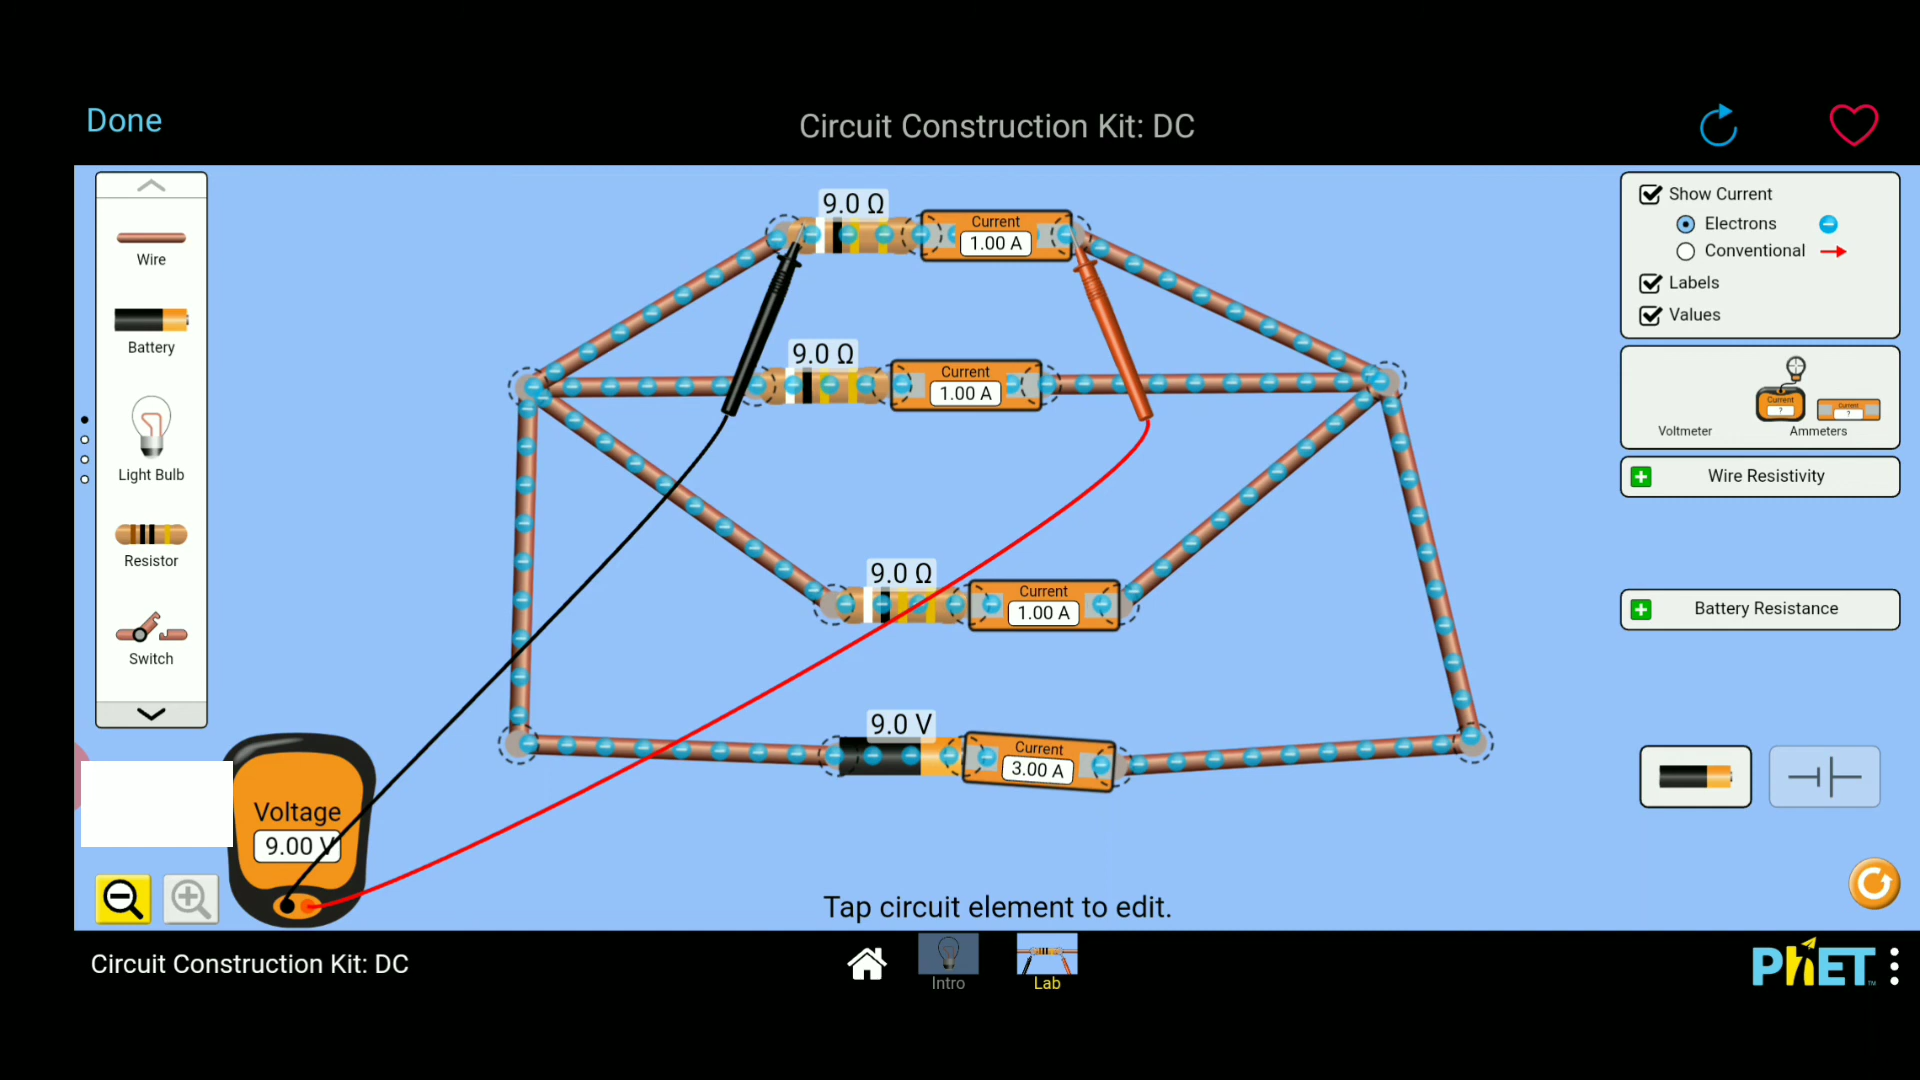 Done
Circuit Construction Kit: DC
Wire
Battery
Light Bulb
Resistor
Switch
9.0 Ω
Current
1.00 A
9.0 Ω
Current
1.00 A
9.0 Ω
Current
1.00 A
9.0 V
Current
3.00 A
Voltage
9.00 V
Tap circuit element to edit.
Show Current
Electrons
Conventional
Labels
Values
Current
?
Current
?
Voltmeter
Ammeters
Wire Resistivity
Battery Resistance
Circuit Construction Kit: DC
Intro
Lab
PhET